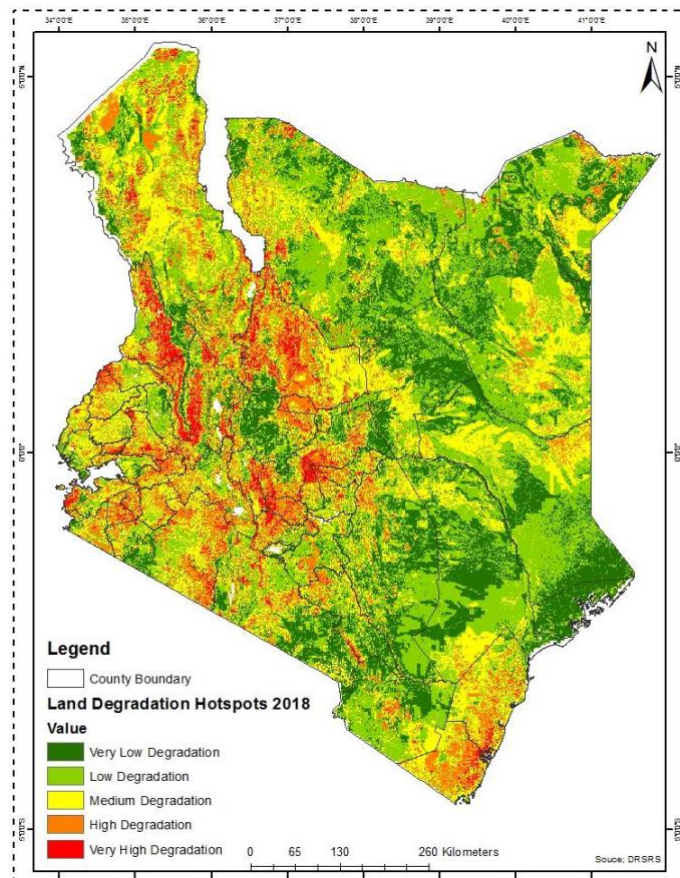 34°0'0"E 35°0'0"E 36°0'0"E 37°0'0"E 38°0'0"E 39°0'0"E 40°0'0"E 41°0'0"E
N
Legend
County Boundary
Land Degradation Hotspots 2018
Value
Very Low Degradation
Low Degradation
Medium Degradation
High Degradation
Very High Degradation
0 65 130 260 Kilometers
Souce; DRSRS